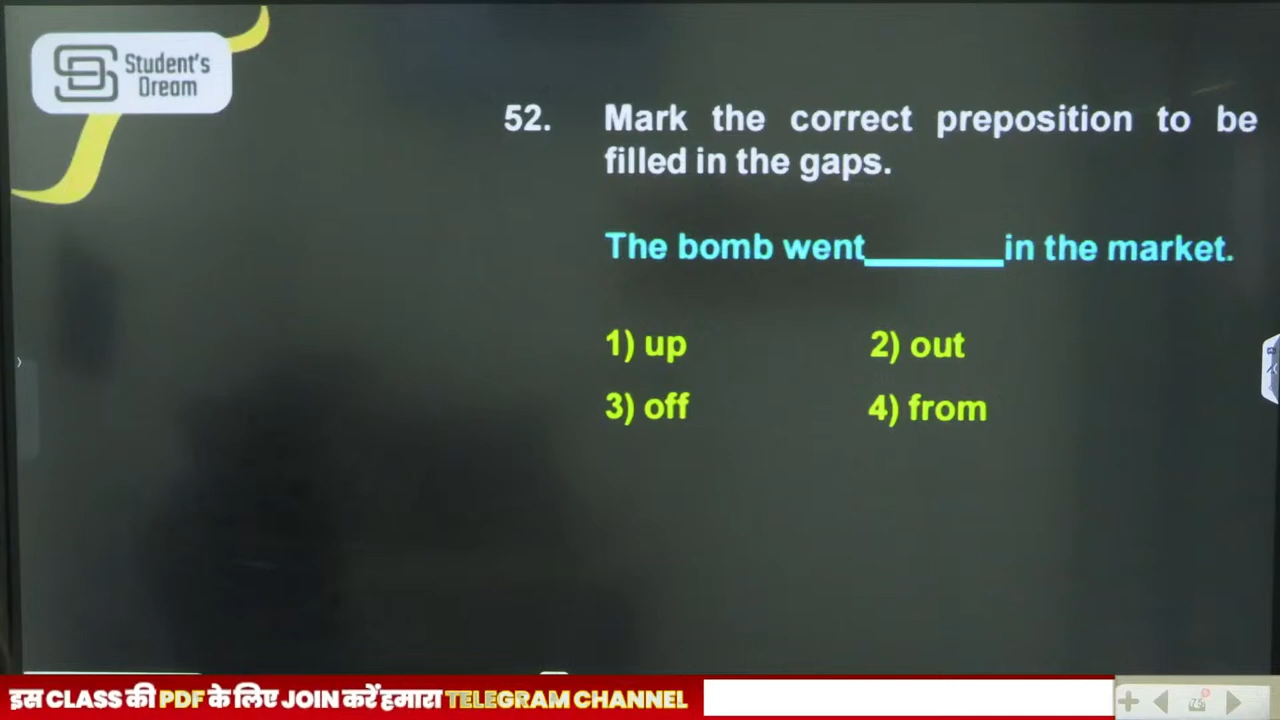 Student's
Dream
52. Mark the correct preposition to be
filled in the gaps.
The bomb went_______in the market.
1) up 2) out
3) off 4) from
इस CLASS की PDF के लिए JOIN करें हमारा TELEGRAM CHANNEL